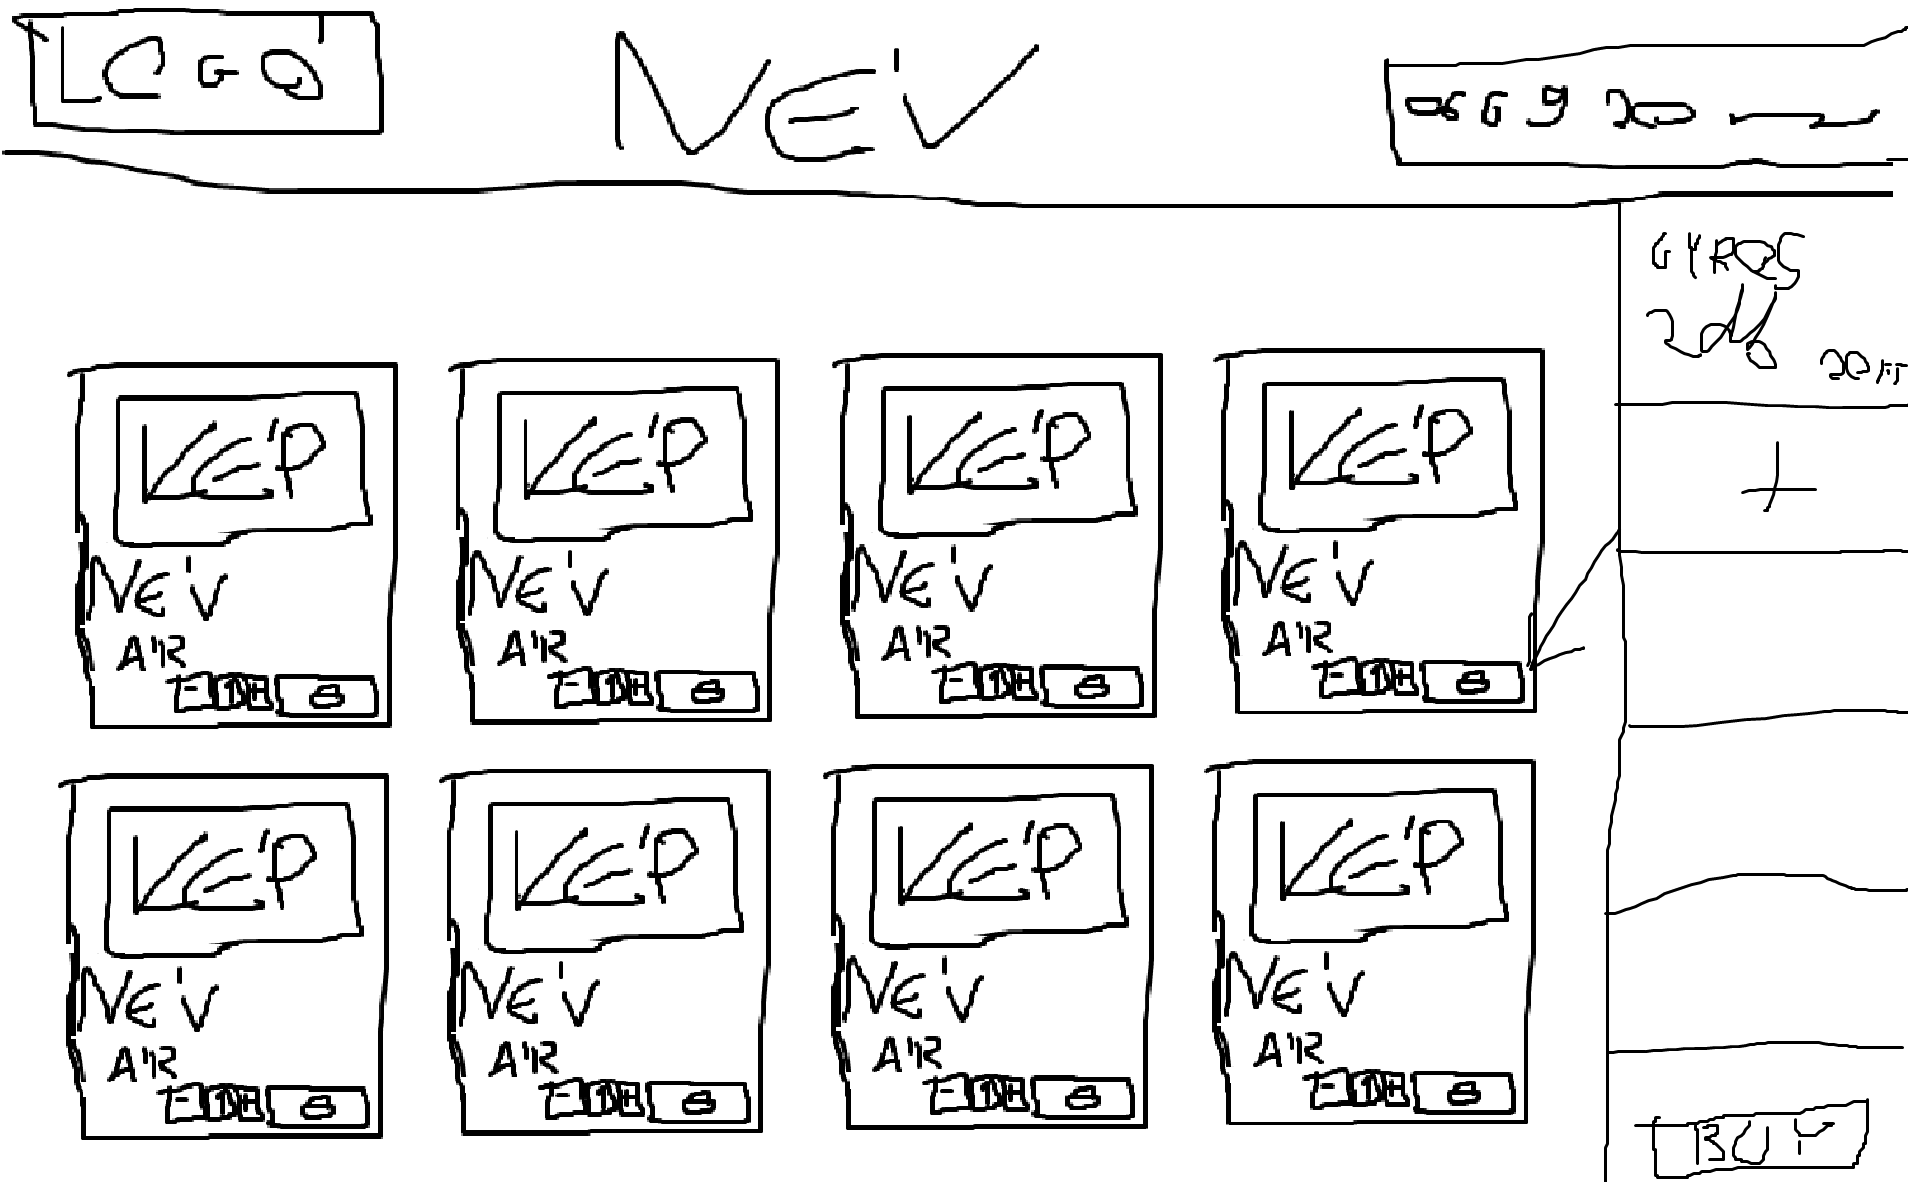 LOGO
NÉV
GYROS
2db
20 FT
KÉP KÉP KÉP KÉP
NÉV NÉV NÉV NÉV
ÁR ÁR ÁR ÁR
- 1 + - 1 + - 1 + - 1 +
+
KÉP KÉP KÉP KÉP
NÉV NÉV NÉV NÉV
ÁR ÁR ÁR ÁR
- 1 + - 1 + - 1 + - 1 +
BUY